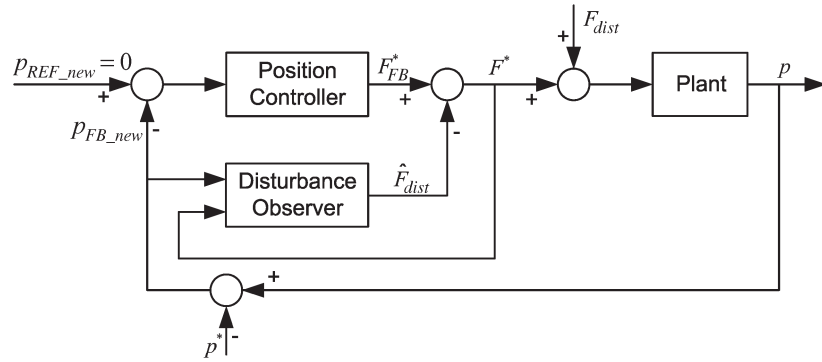 F_dist
+
p_REF_new = 0
+
-
Position
Controller
F*_FB
+
-
F*
+
Plant
p
p_FB_new
Disturbance
Observer
F̂_dist
+
-
p*